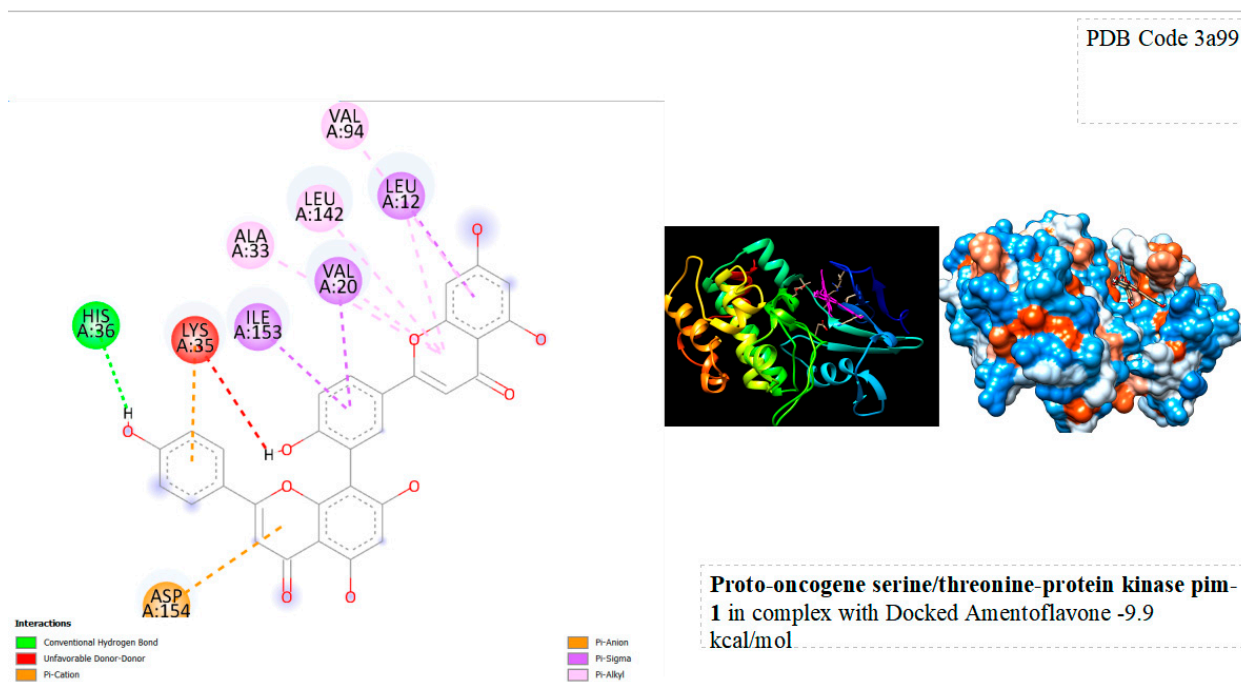 PDB Code 3a99
VAL
A:94
LEU
A:12
LEU
A:142
ALA
A:33
VAL
A:20
HIS
A:36
LYS
A:35
ILE
A:153
O
O
O
O
H
O
H
O
O
O
O
O
ASP
A:154
Interactions
Conventional Hydrogen Bond
Unfavorable Donor-Donor
Pi-Cation
Pi-Anion
Pi-Sigma
Pi-Alkyl
Proto-oncogene serine/threonine-protein kinase pim-
1 in complex with Docked Amentoflavone -9.9
kcal/mol